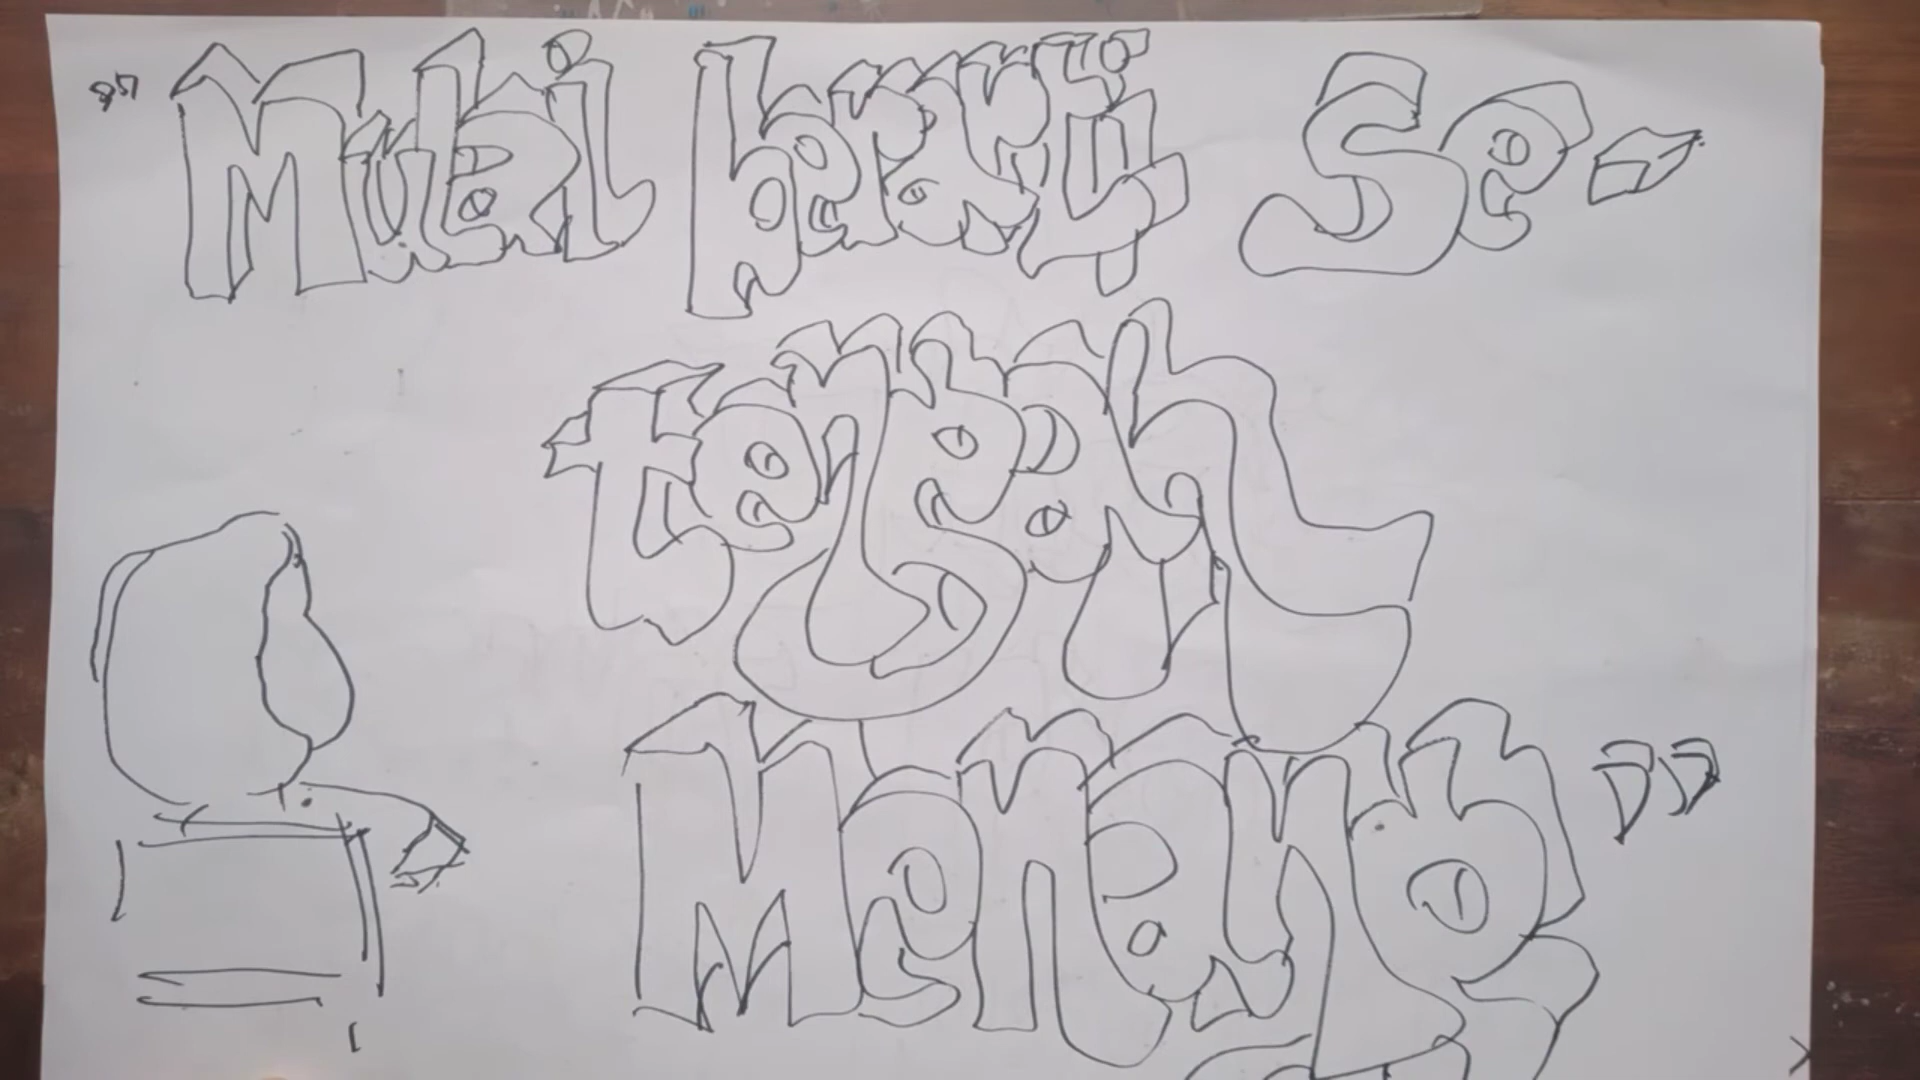 " Mulai berarti Se-
tengah
Menang "